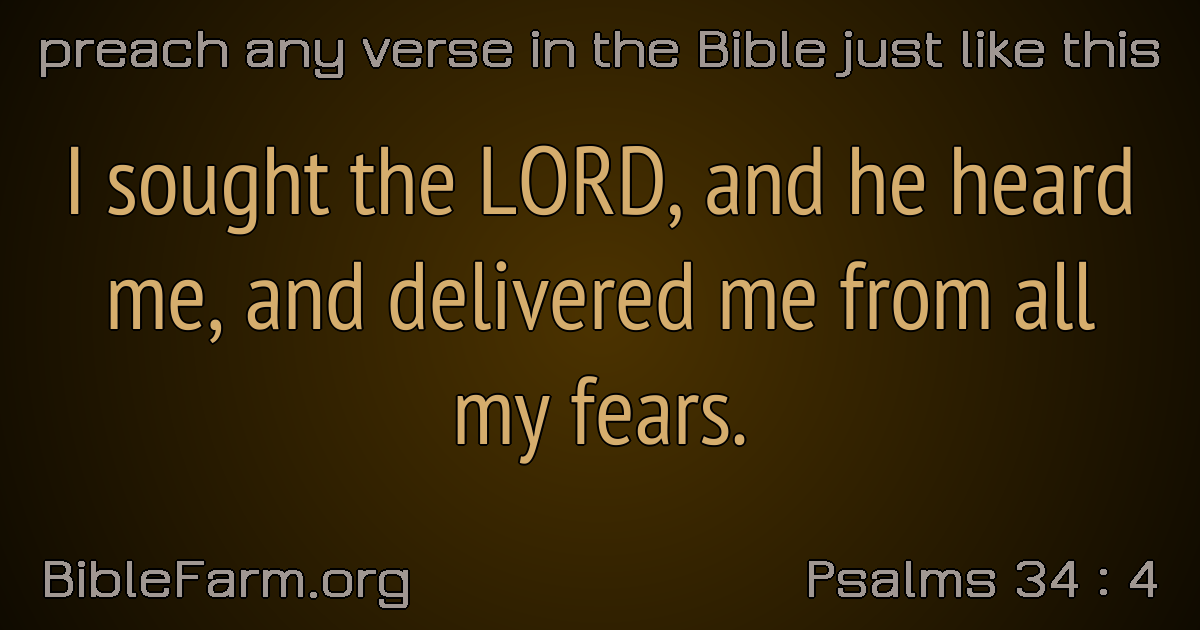 preach any verse in the Bible just like this
I sought the LORD, and he heard
me, and delivered me from all
my fears.
BibleFarm.org
Psalms 34 : 4